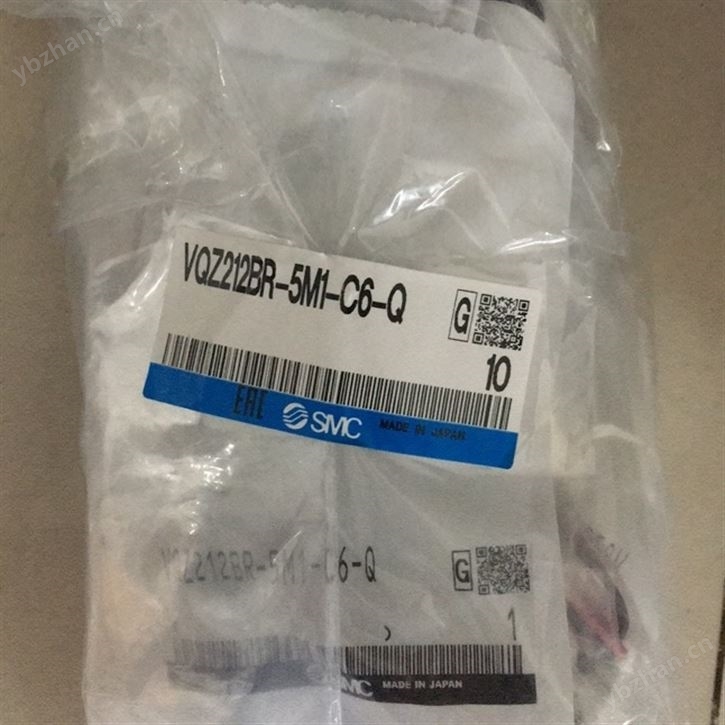 ybzhan.cn
VQZ212BR-5M1-C6-Q
G
10
EAC SMC MADE IN JAPAN
VQZ212BR-5M1-C6-Q
G
1
SMC MADE IN JAPAN